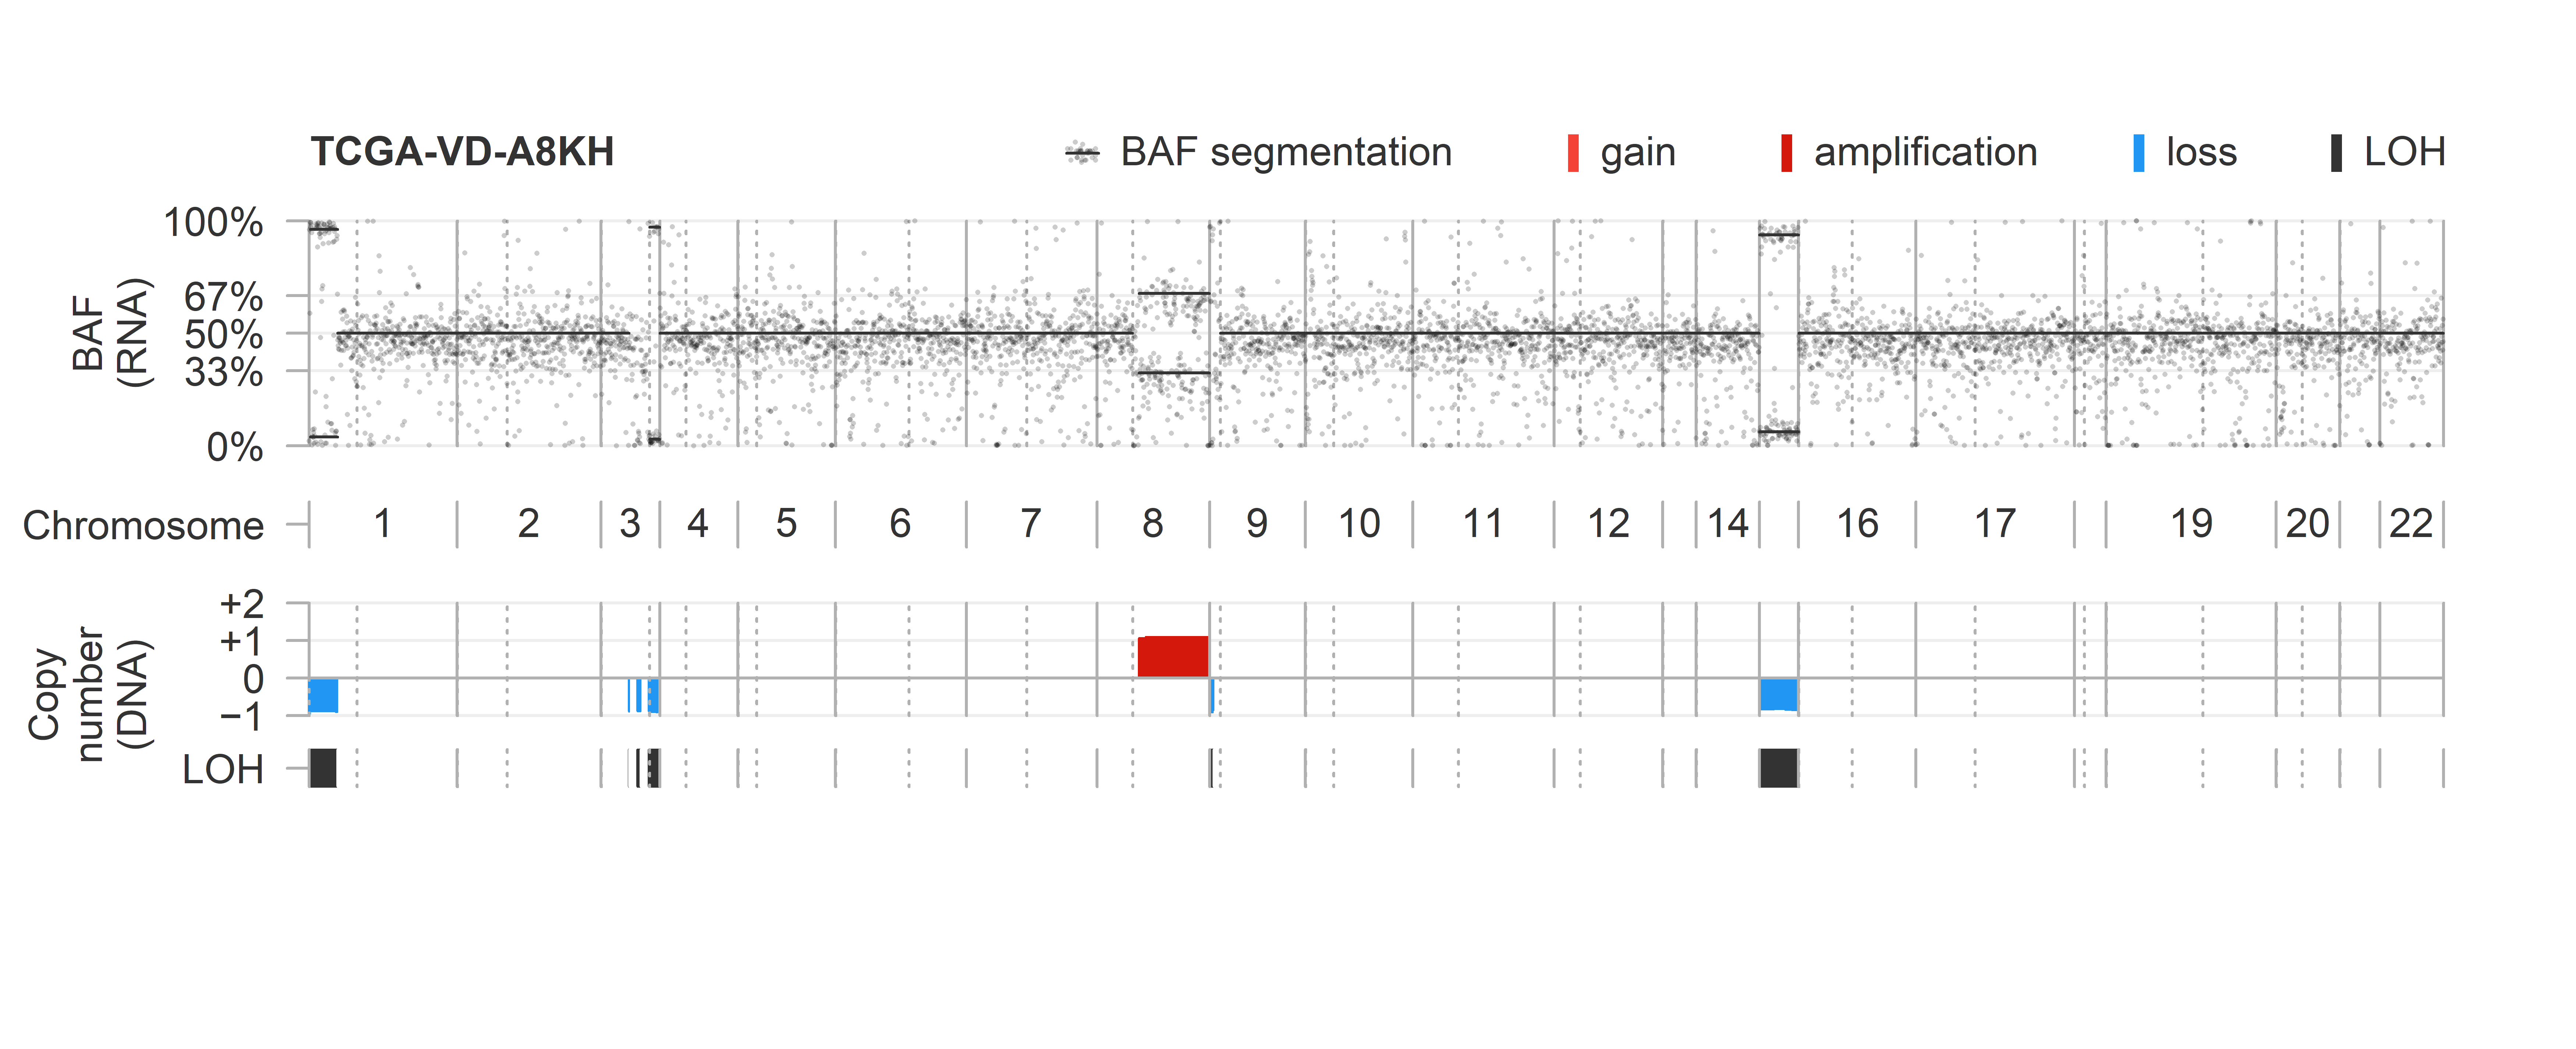 TCGA-VD-A8KH
BAF segmentation
gain
amplification
loss
LOH
BAF
(RNA)
100%
67%
50%
33%
0%
Chromosome
1 2 3 4 5 6 7 8 9 10 11 12 14 16 17 19 20 22
Copy
number
(DNA)
+2
+1
0
−1
LOH